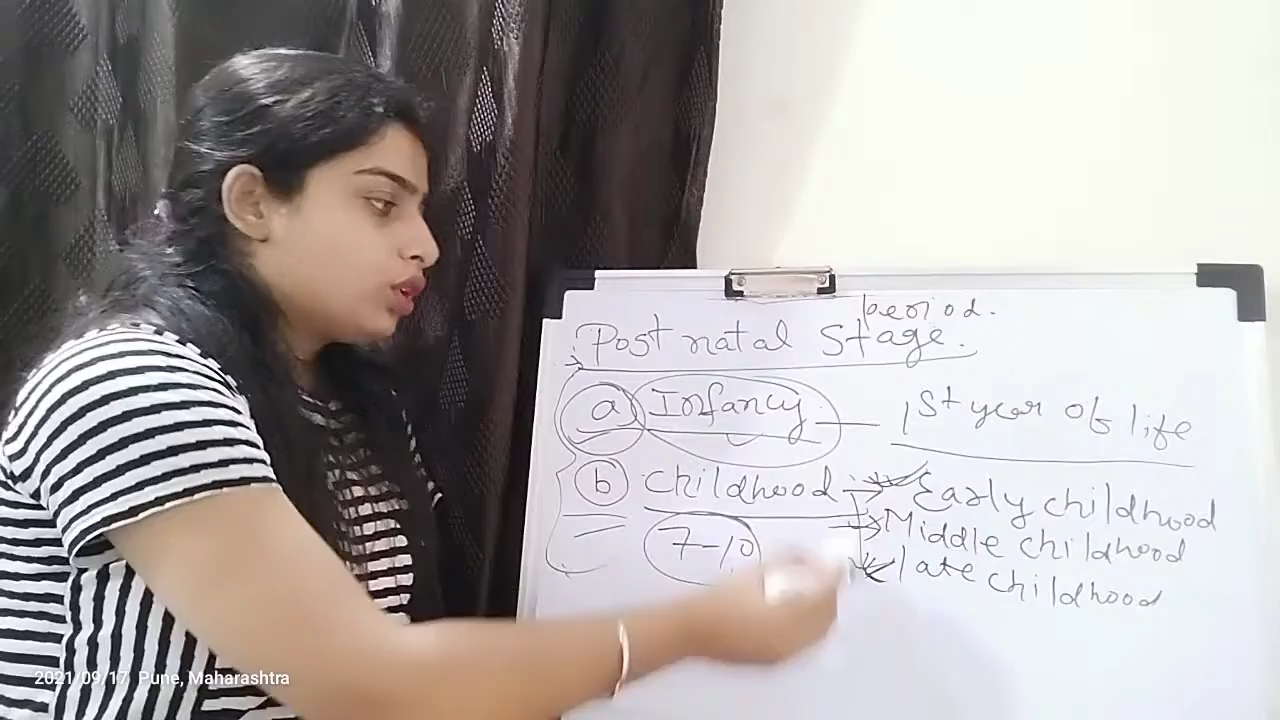 period.
Post natal Stage.
a Infancy — 1st year of life
b childhood → Early childhood
→ Middle childhood
7-10 late childhood
2021/09/17 Pune, Maharashtra